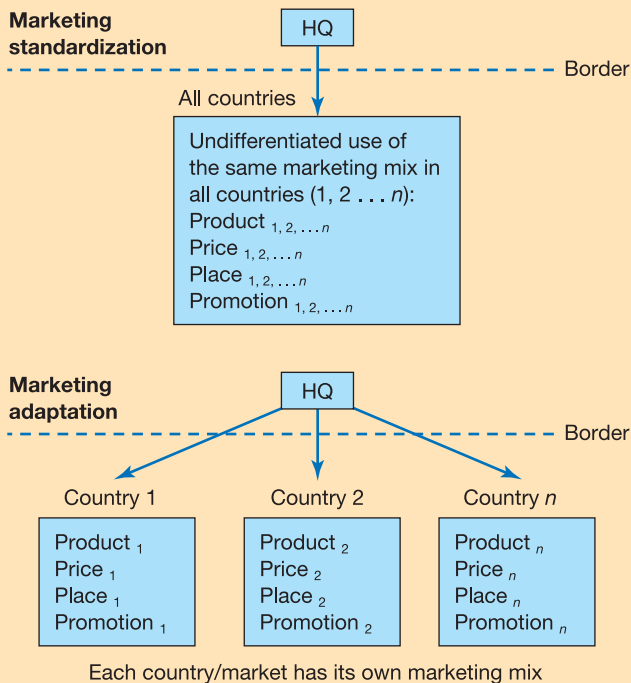 Marketing
standardization
HQ
Border
All countries
Undifferentiated use of
the same marketing mix in
all countries (1, 2 . . . n):
Product 1, 2, . . . n
Price 1, 2, . . . n
Place 1, 2, . . . n
Promotion 1, 2, . . . n
Marketing
adaptation
HQ
Border
Country 1
Country 2
Country n
Product 1
Price 1
Place 1
Promotion 1
Product 2
Price 2
Place 2
Promotion 2
Product n
Price n
Place n
Promotion n
Each country/market has its own marketing mix